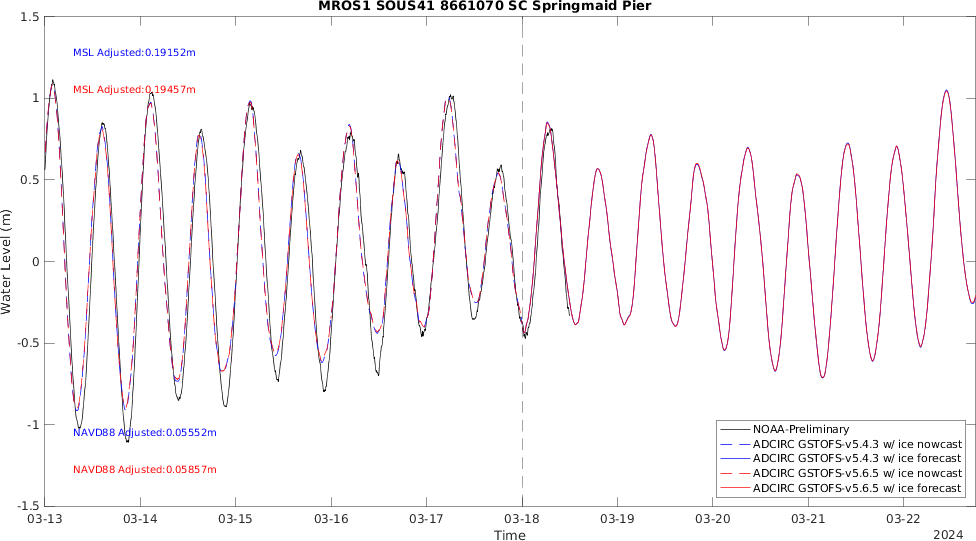 MROS1 SOUS41 8661070 SC Springmaid Pier
1.5
MSL Adjusted:0.19152m
MSL Adjusted:0.19457m
1
0.5
0
-0.5
-1
-1.5
Water Level (m)
NAVD88 Adjusted:0.05552m
NAVD88 Adjusted:0.05857m
NOAA-Preliminary
ADCIRC GSTOFS-v5.4.3 w/ ice nowcast
ADCIRC GSTOFS-v5.4.3 w/ ice forecast
ADCIRC GSTOFS-v5.6.5 w/ ice nowcast
ADCIRC GSTOFS-v5.6.5 w/ ice forecast
03-13 03-14 03-15 03-16 03-17 03-18 03-19 03-20 03-21 03-22
Time
2024